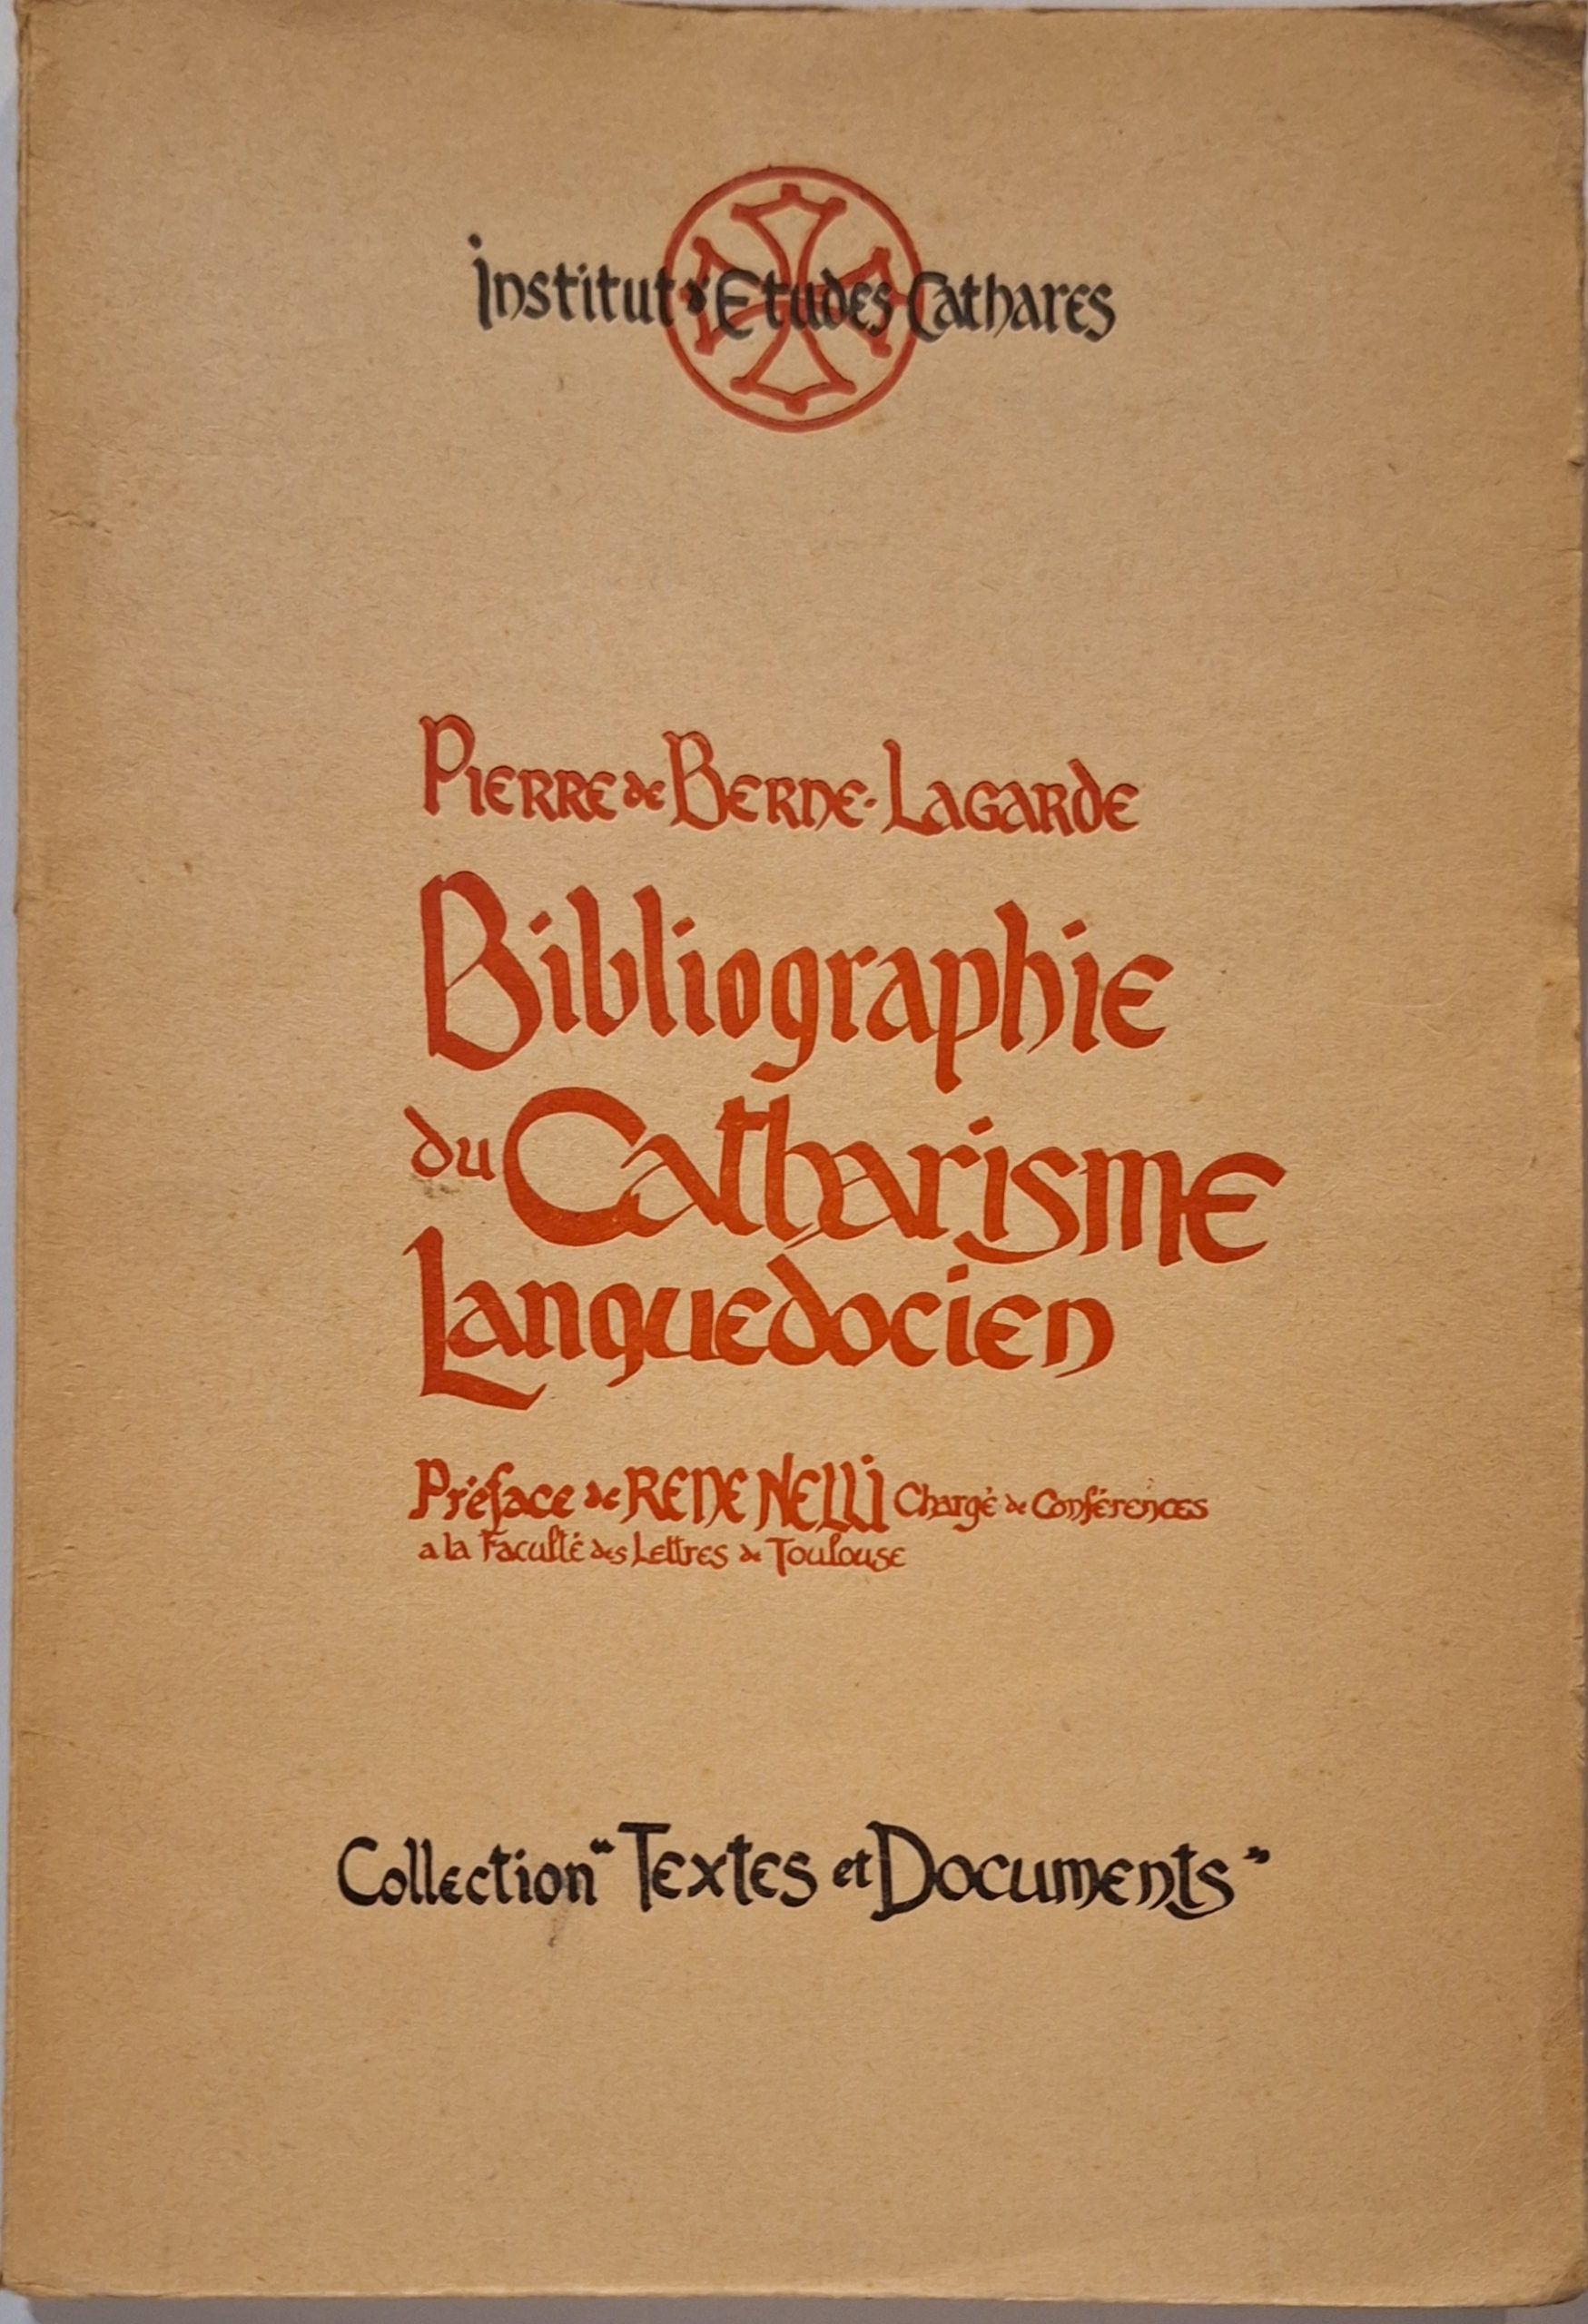 Institut d'Etudes Cathares
Pierre de Berne-Lagarde
Bibliographie
du Catharisme
Languedocien
Préface de RENE NELLI Chargé de Conférences
a la Faculté des Lettres de Toulouse
Collection "Textes et Documents"